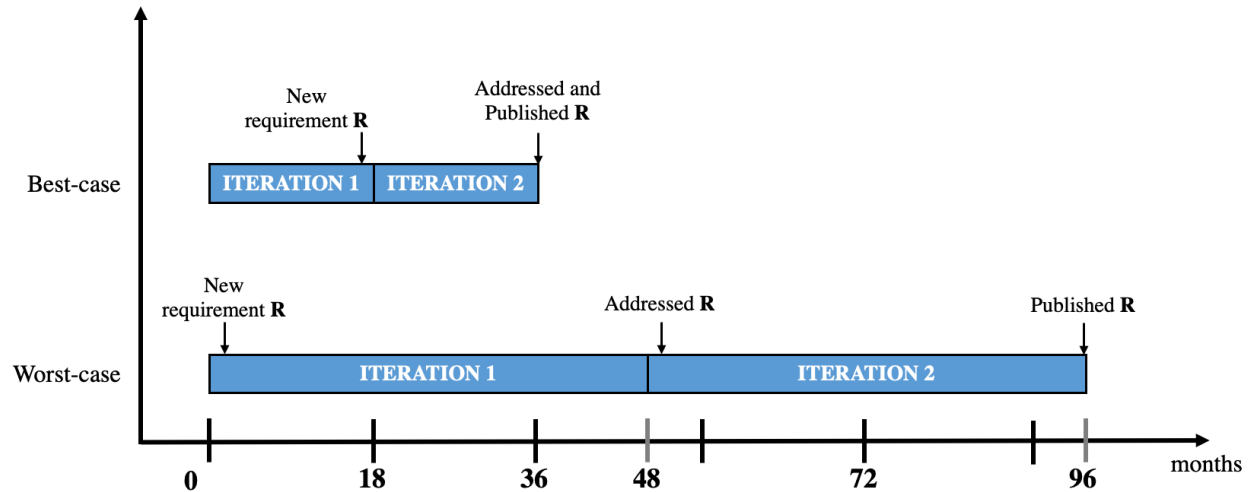 Addressed and
Published R
New
requirement R
Best-case
ITERATION 1
ITERATION 2
New
requirement R
Addressed R
Published R
Worst-case
ITERATION 1
ITERATION 2
0
18
36
48
72
96
months